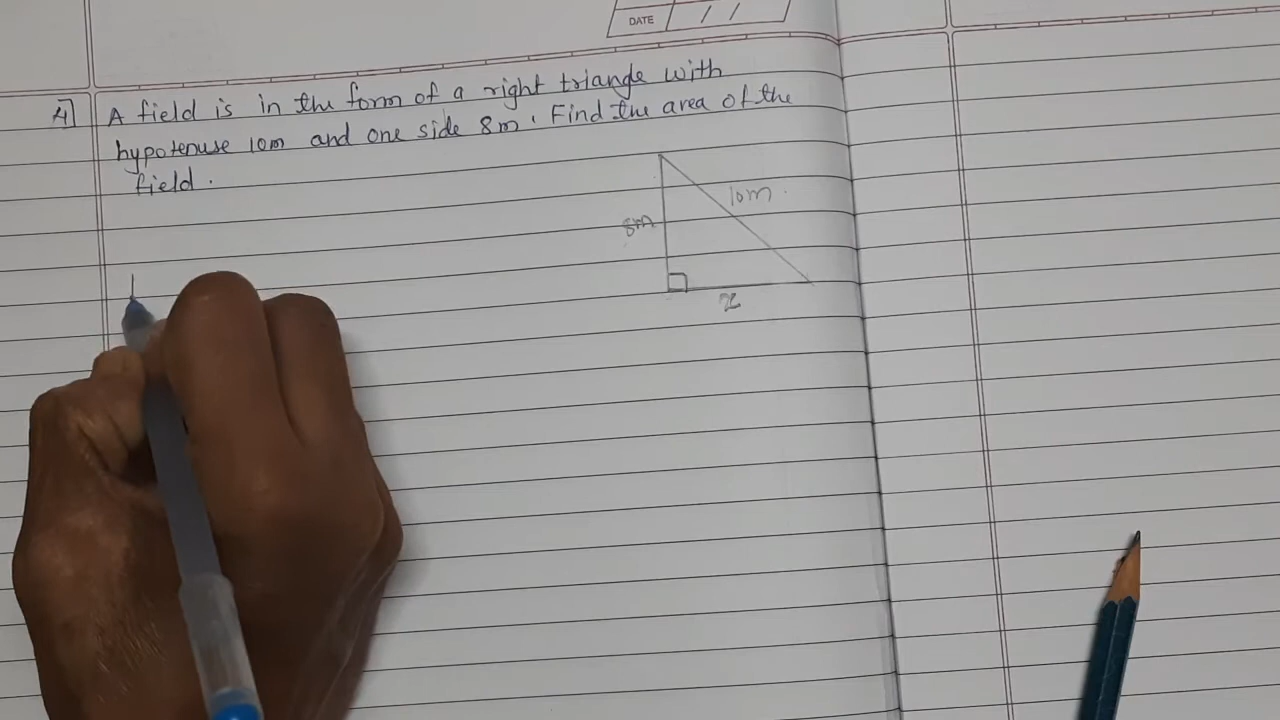 DATE / /
4] A field is in the form of a right triangle with
hypotenuse 10m and one side 8m. Find the area of the
field.
10m.
8m
x